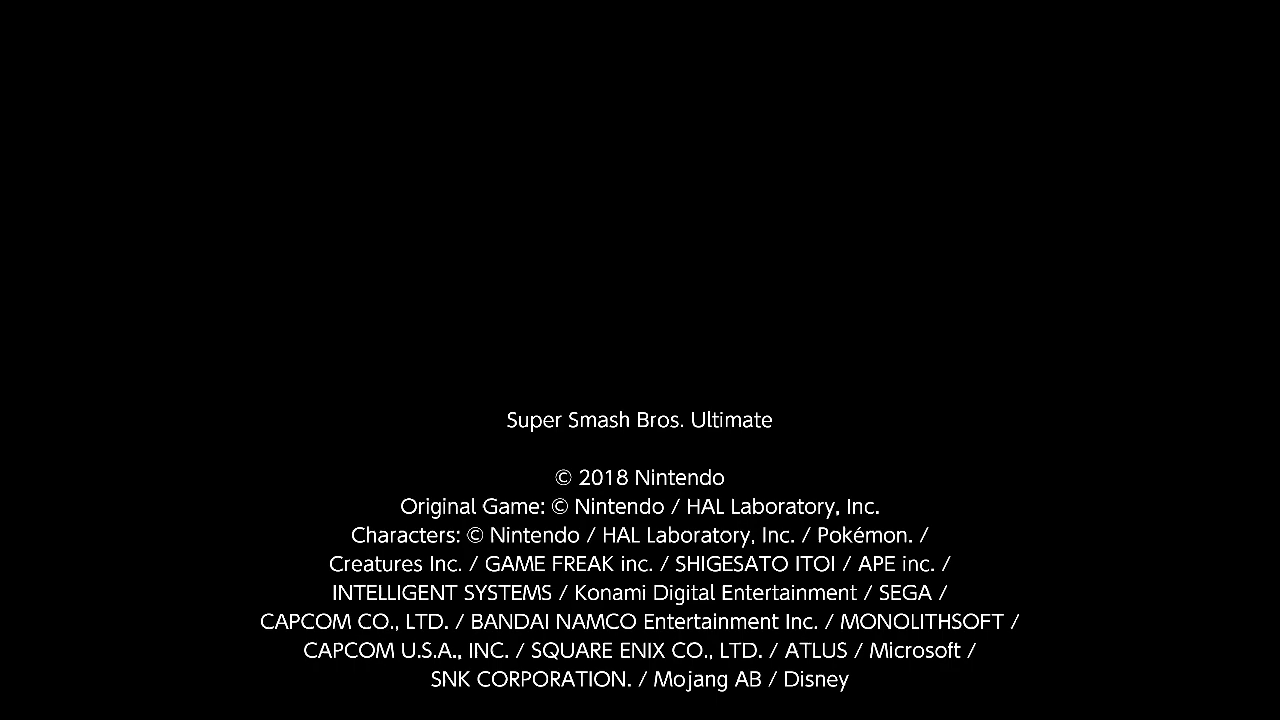 Super Smash Bros. Ultimate
© 2018 Nintendo
Original Game: © Nintendo / HAL Laboratory, Inc.
Characters: © Nintendo / HAL Laboratory, Inc. / Pokémon. /
Creatures Inc. / GAME FREAK inc. / SHIGESATO ITOI / APE inc. /
INTELLIGENT SYSTEMS / Konami Digital Entertainment / SEGA /
CAPCOM CO., LTD. / BANDAI NAMCO Entertainment Inc. / MONOLITHSOFT /
CAPCOM U.S.A., INC. / SQUARE ENIX CO., LTD. / ATLUS / Microsoft /
SNK CORPORATION. / Mojang AB / Disney